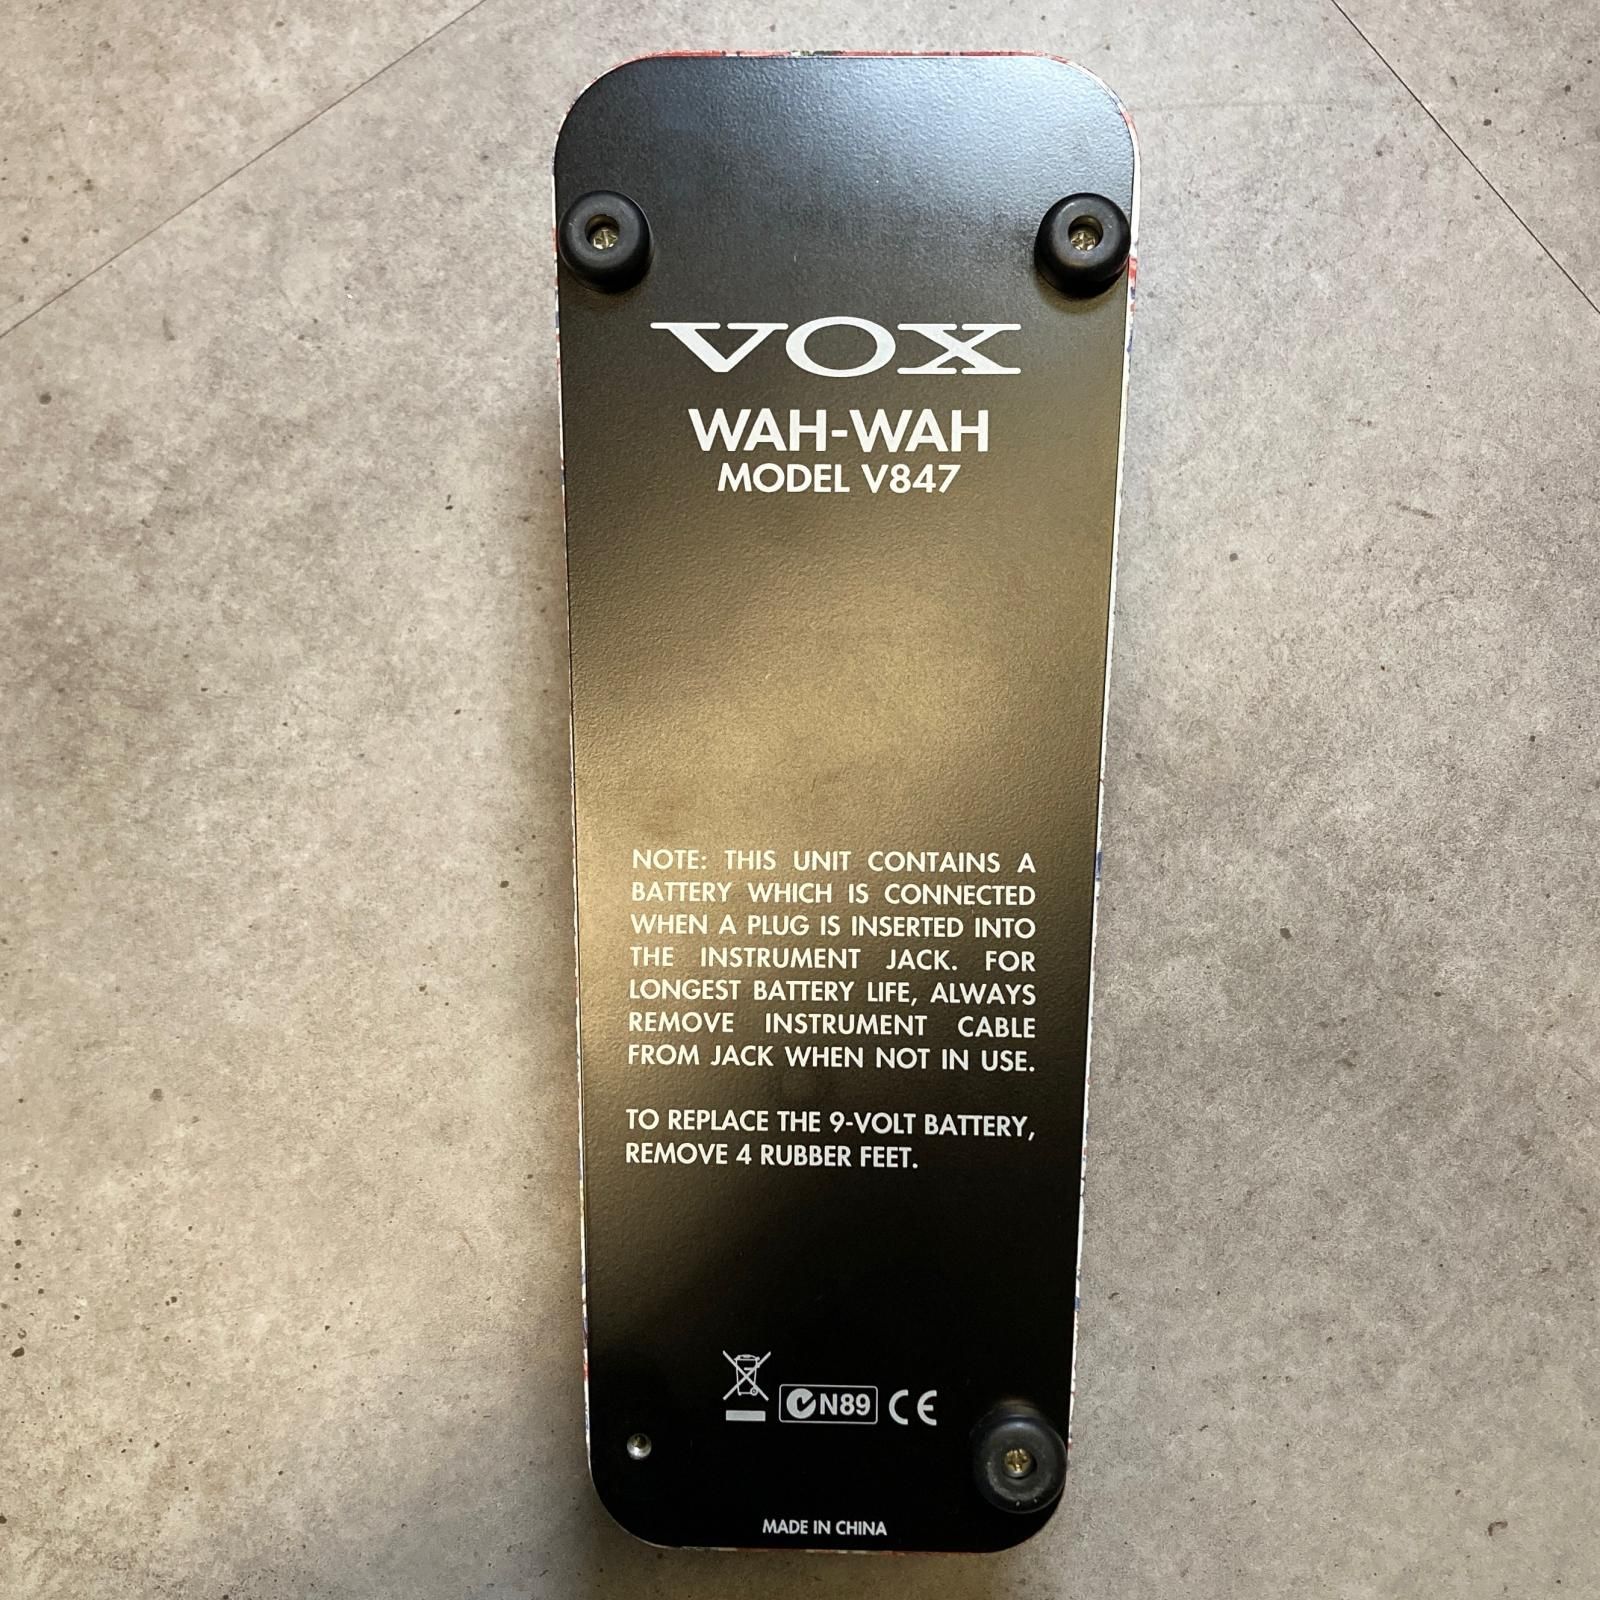 VOX
WAH-WAH
MODEL V847
NOTE: THIS UNIT CONTAINS A
BATTERY WHICH IS CONNECTED
WHEN A PLUG IS INSERTED INTO
THE INSTRUMENT JACK. FOR
LONGEST BATTERY LIFE, ALWAYS
REMOVE INSTRUMENT CABLE
FROM JACK WHEN NOT IN USE.
TO REPLACE THE 9-VOLT BATTERY,
REMOVE 4 RUBBER FEET.
N89 CE
MADE IN CHINA